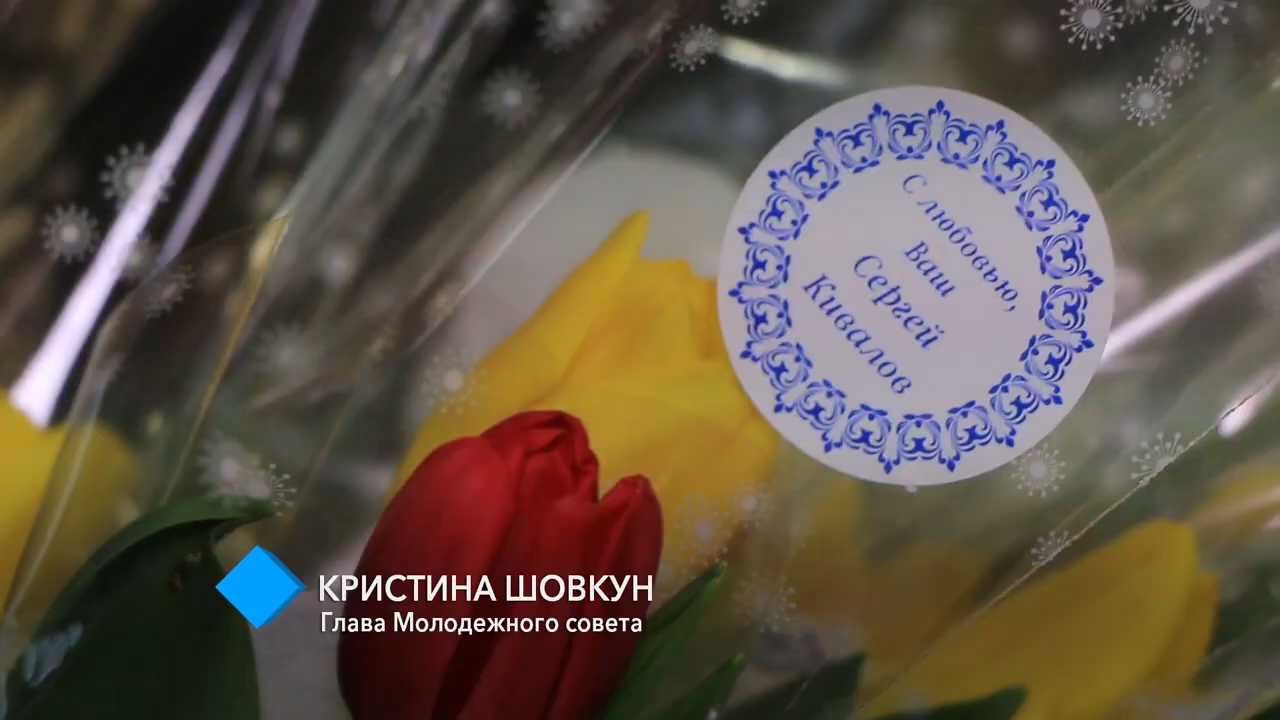 С любовью,
Ваш
Сергей
Кивалов
КРИСТИНА ШОВКУН
Глава Молодежного совета